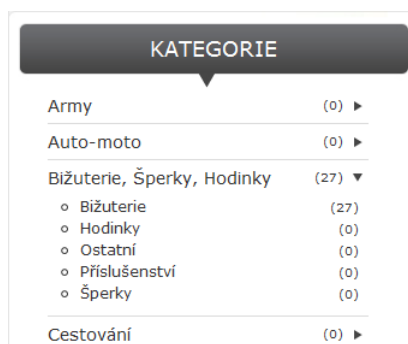 KATEGORIE
Army (0)
Auto-moto (0)
Bižuterie, Šperky, Hodinky (27)
Bižuterie (27)
Hodinky (0)
Ostatní (0)
Příslušenství (0)
Šperky (0)
Cestování (0)